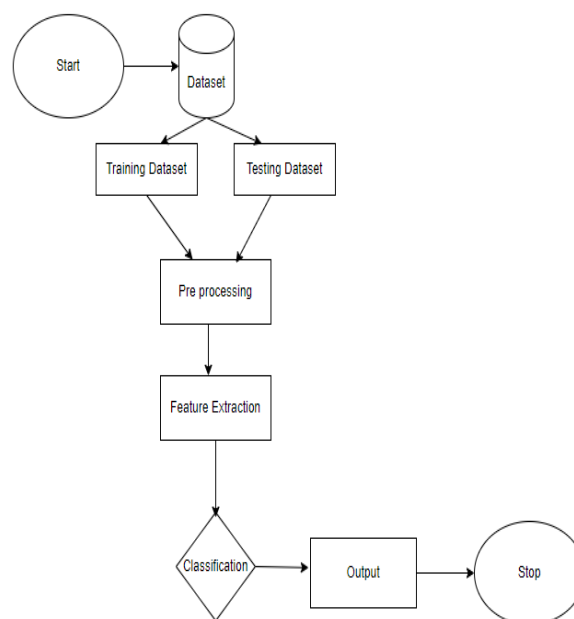 Start
Dataset
Training Dataset
Testing Dataset
Pre processing
Feature Extraction
Classification
Output
Stop